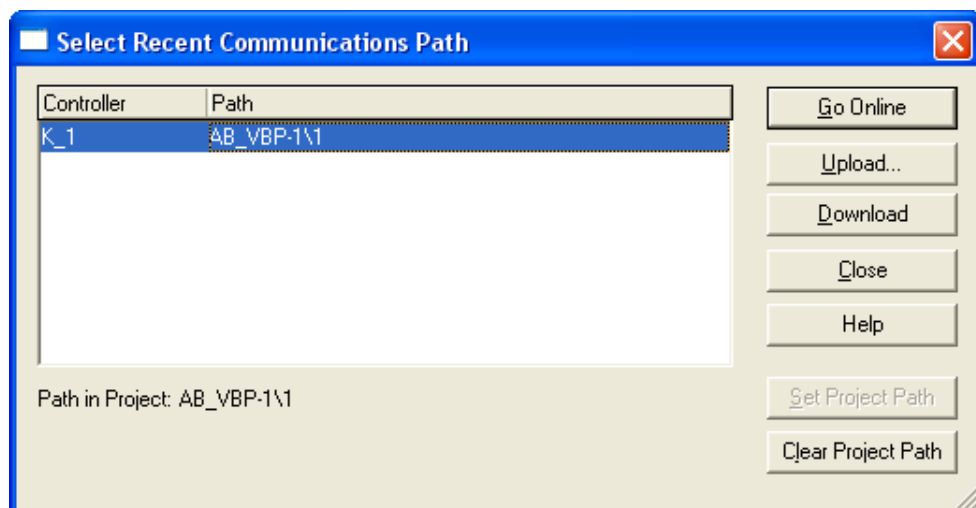 Select Recent Communications Path
Controller Path
K_1 AB_VBP-1\1
Go Online
Upload...
Download
Close
Help
Path in Project: AB_VBP-1\1
Set Project Path
Clear Project Path